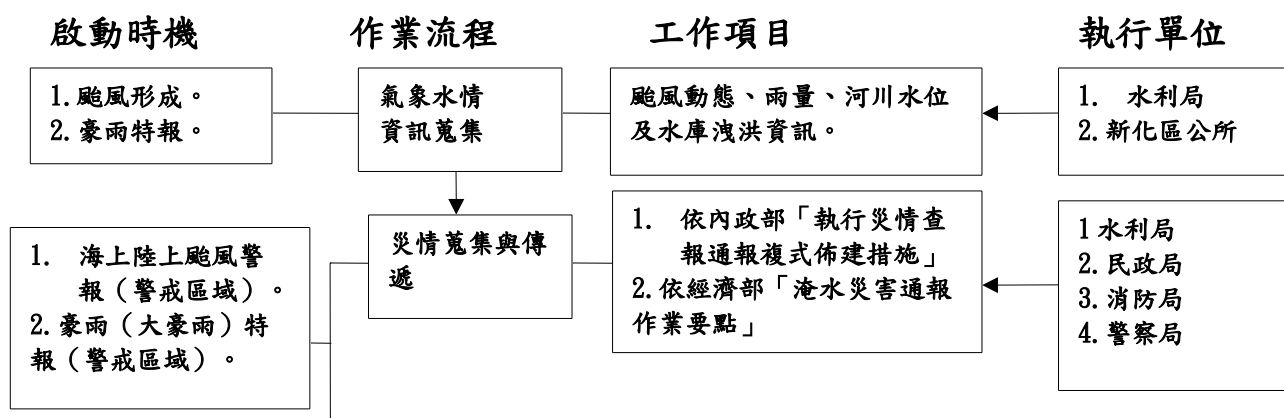 啟動時機 作業流程 工作項目 執行單位
1.颱風形成。
2.豪雨特報。
氣象水情
資訊蒐集
颱風動態、雨量、河川水位
及水庫洩洪資訊。
1. 水利局
2.新化區公所
1. 海上陸上颱風警
報（警戒區域）。
2.豪雨（大豪雨）特
報（警戒區域）。
災情蒐集與傳
遞
1. 依內政部「執行災情查
報通報複式佈建措施」
2.依經濟部「淹水災害通報
作業要點」
1 水利局
2.民政局
3.消防局
4.警察局